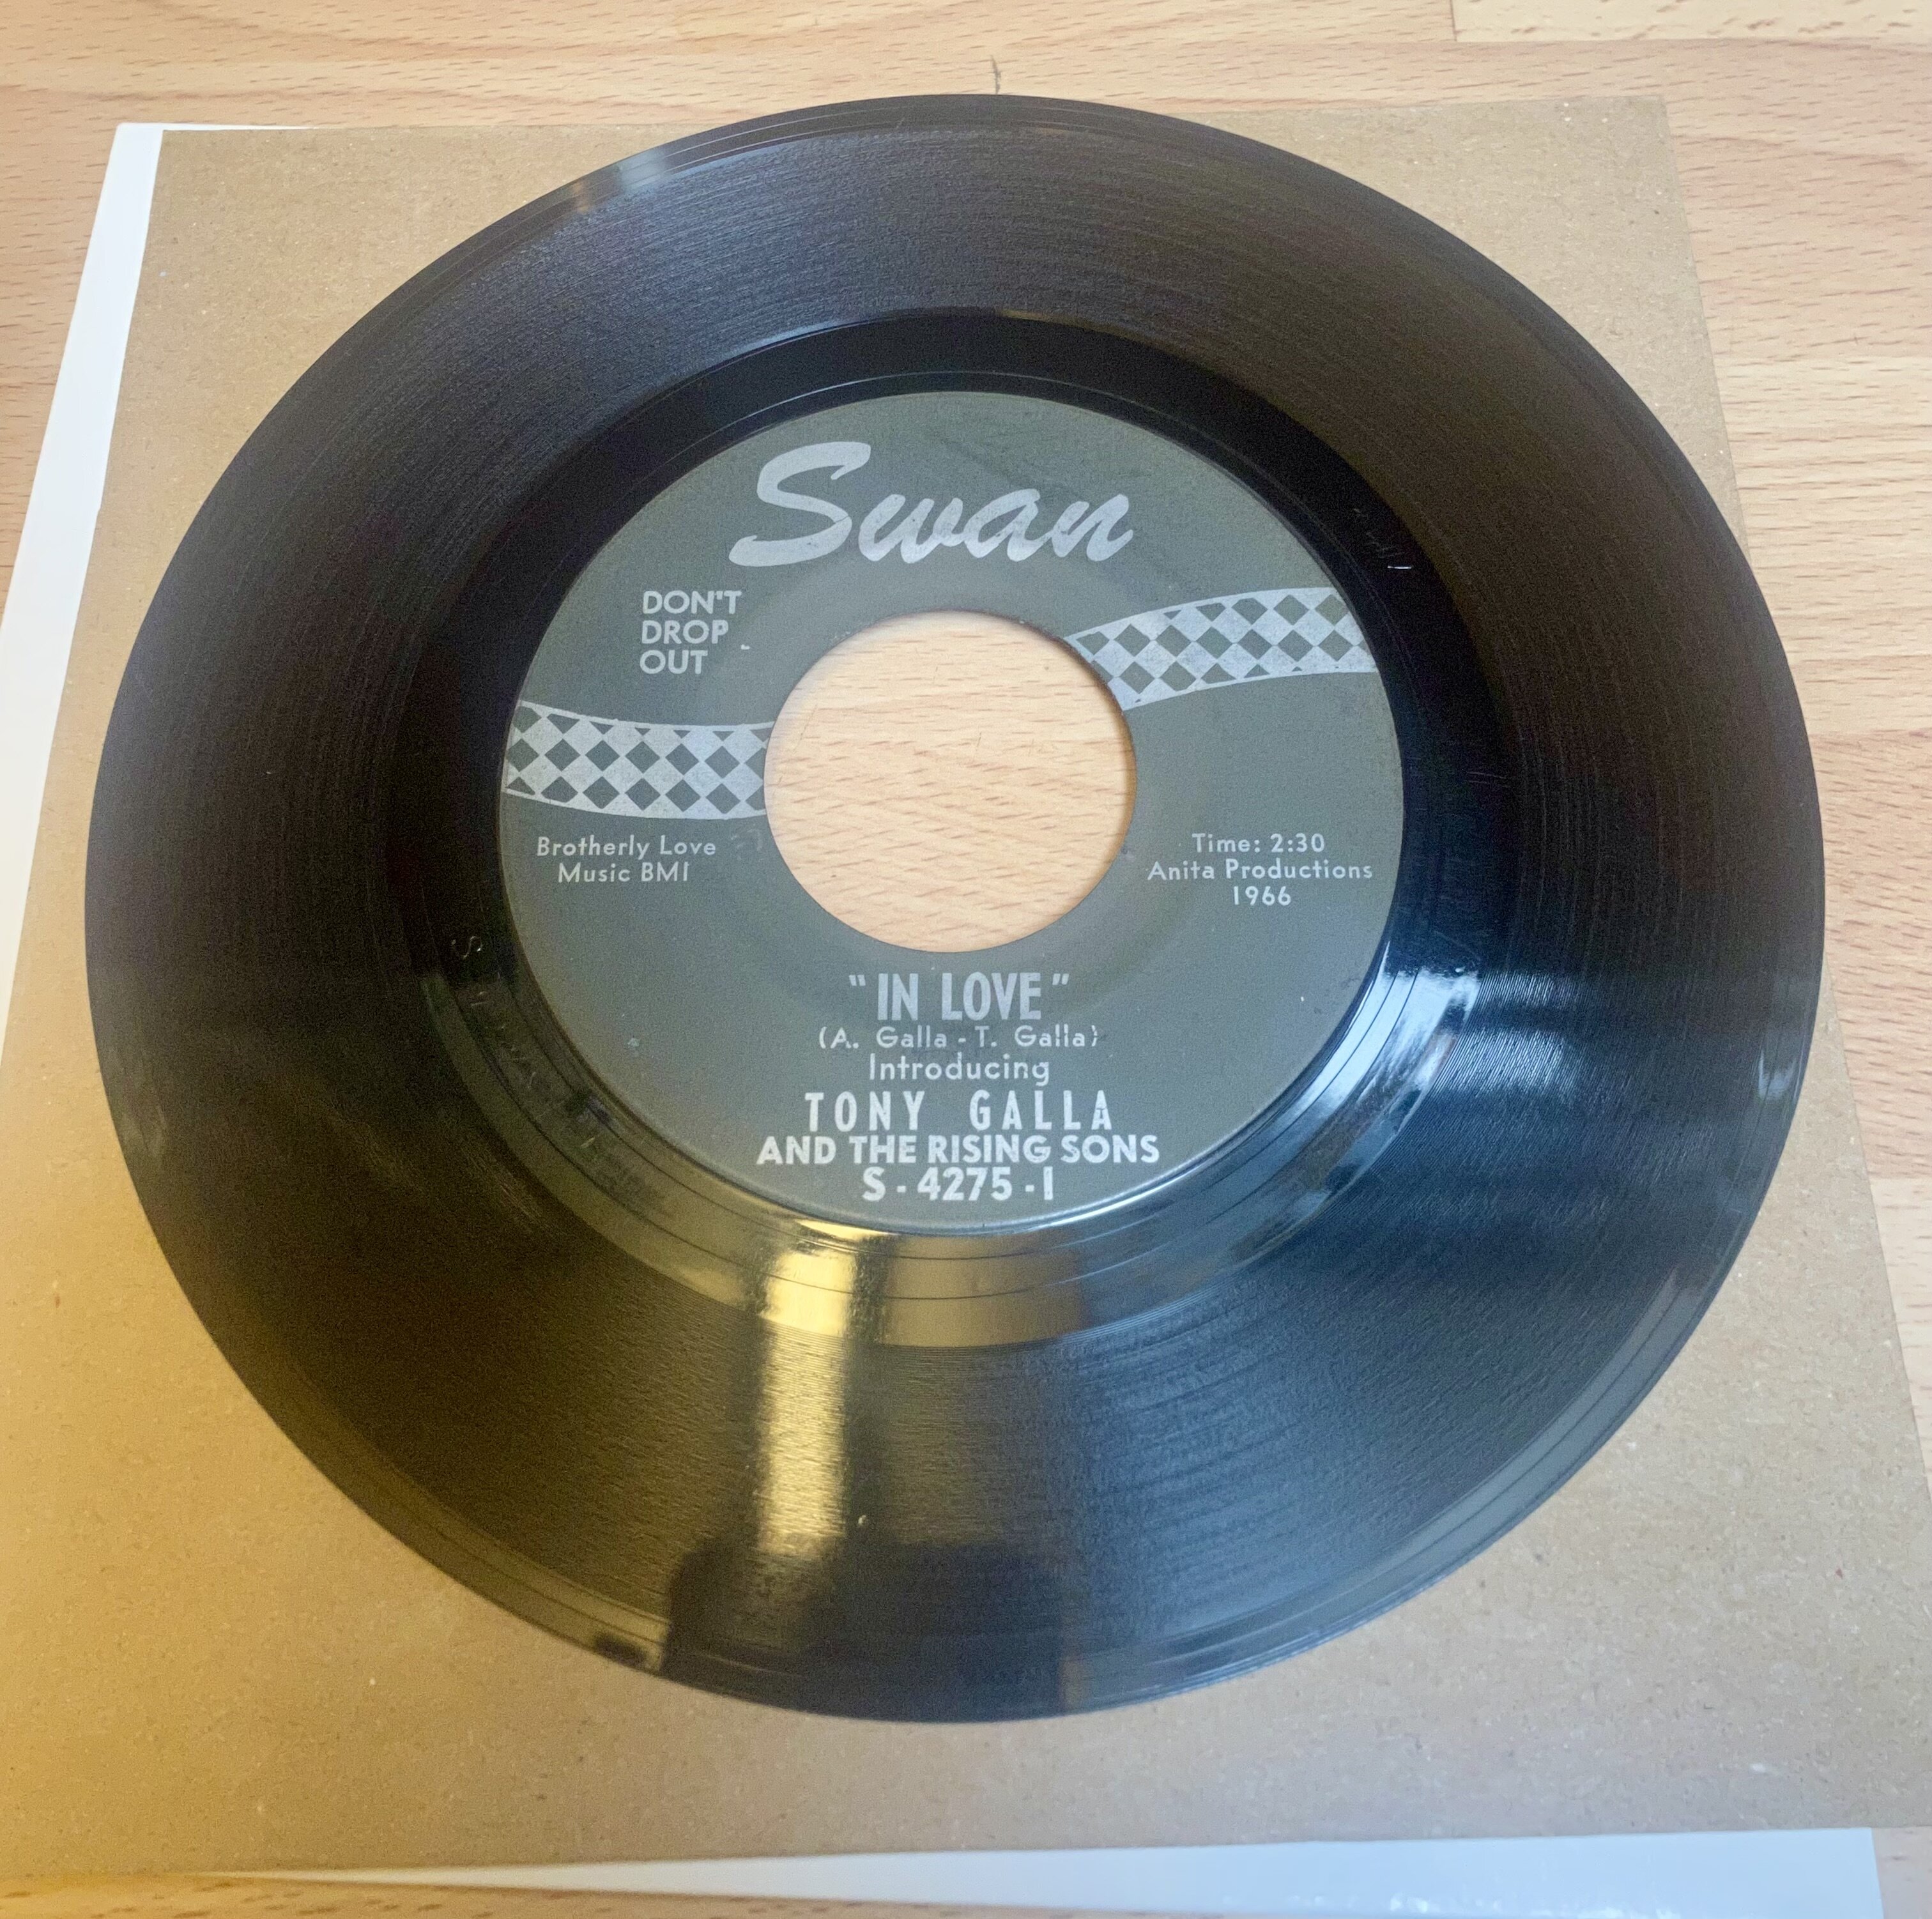 Swan
DON'T
DROP
OUT
Brotherly Love
Music BMI
Time: 2:30
Anita Productions
1966
"IN LOVE"
(A. Galla - T. Galla)
Introducing
TONY GALLA
AND THE RISING SONS
S-4275-1